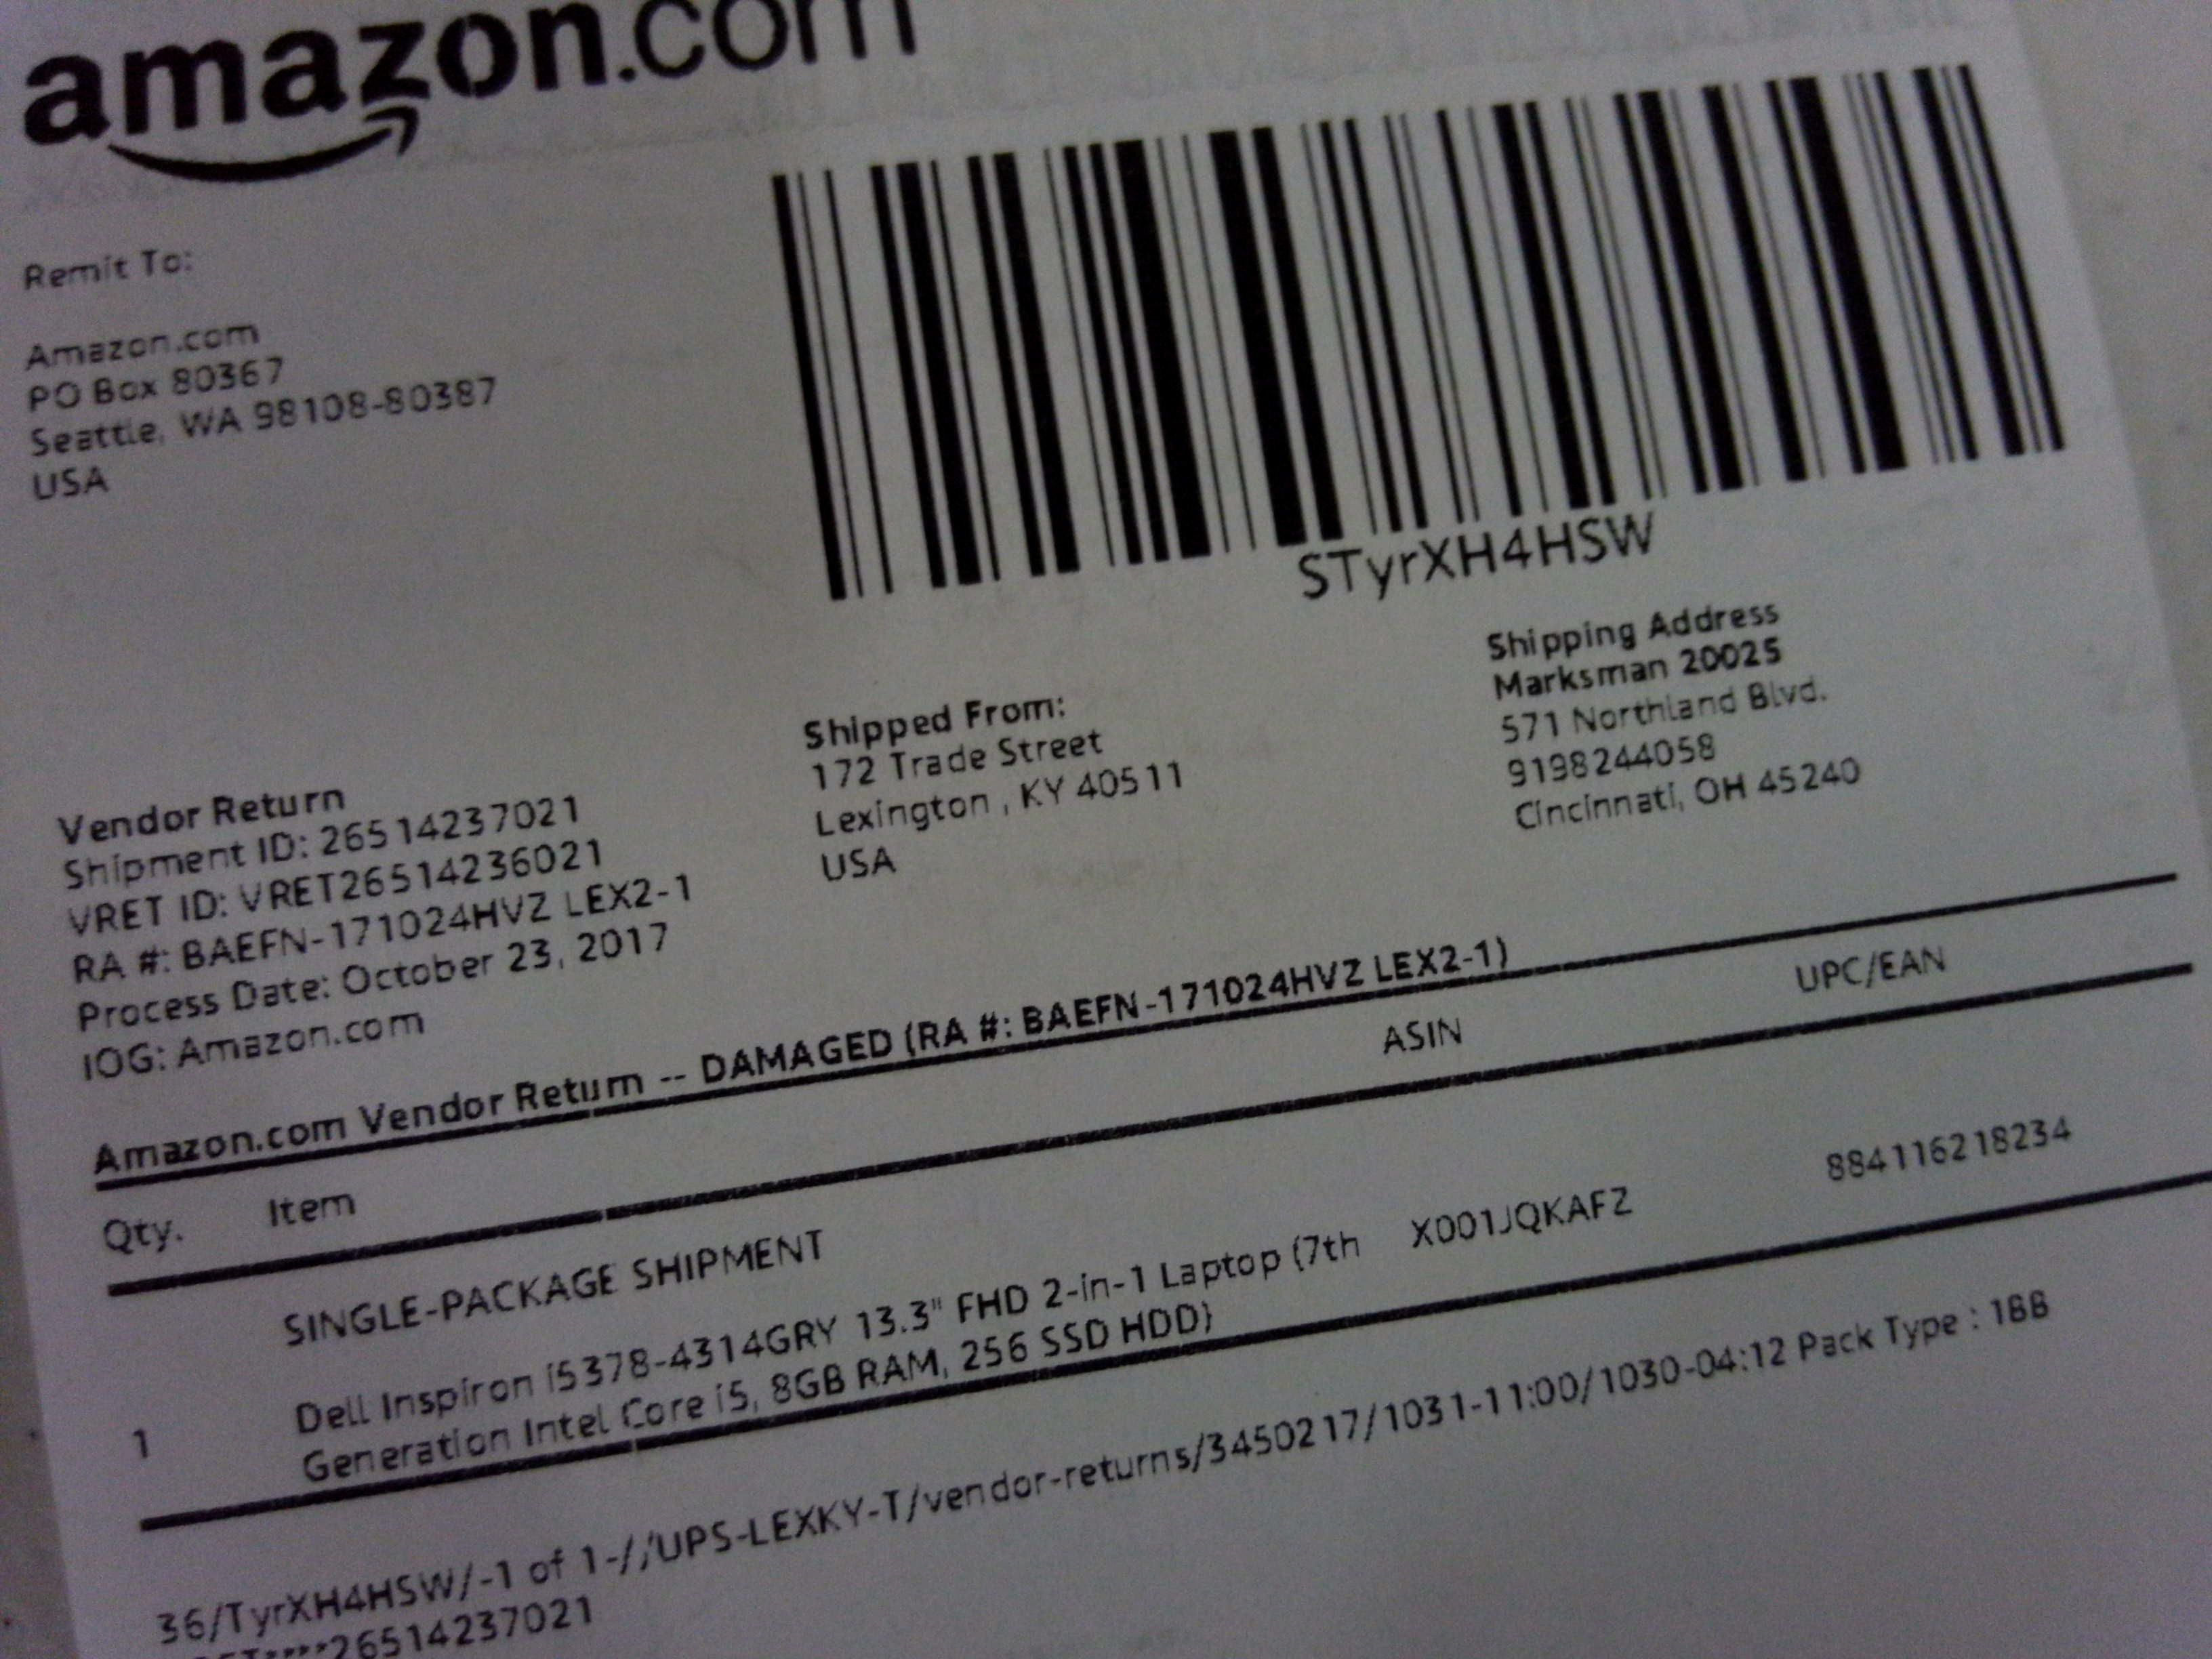 amazon.com
Remit To:
Amazon.com
PO Box 80367
Seattle, WA 98108-80387
USA
STyrXH4HSW
Vendor Return
Shipment ID: 26514237021
VRET ID: VRET26514236021
RA #: BAEFN-171024HVZ LEX2-1
Process Date: October 23, 2017
IOG: Amazon.com
Shipped From:
172 Trade Street
Lexington , KY 40511
USA
Shipping Address
Marksman 20025
571 Northland Blvd.
9198244058
Cincinnati, OH 45240
Amazon.com Vendor Return -- DAMAGED (RA #: BAEFN-171024HVZ LEX2-1)
Qty. Item ASIN UPC/EAN
SINGLE-PACKAGE SHIPMENT
1 Dell Inspiron i5378-4314GRY 13.3" FHD 2-in-1 Laptop (7th X001JQKAFZ 884116218234
Generation Intel Core i5, 8GB RAM, 256 SSD HDD)
36/TyrXH4HSW/-1 of 1-//UPS-LEXKY-T/vendor-returns/3450217/1031-11:00/1030-04:12 Pack Type : 1BB
26514237021